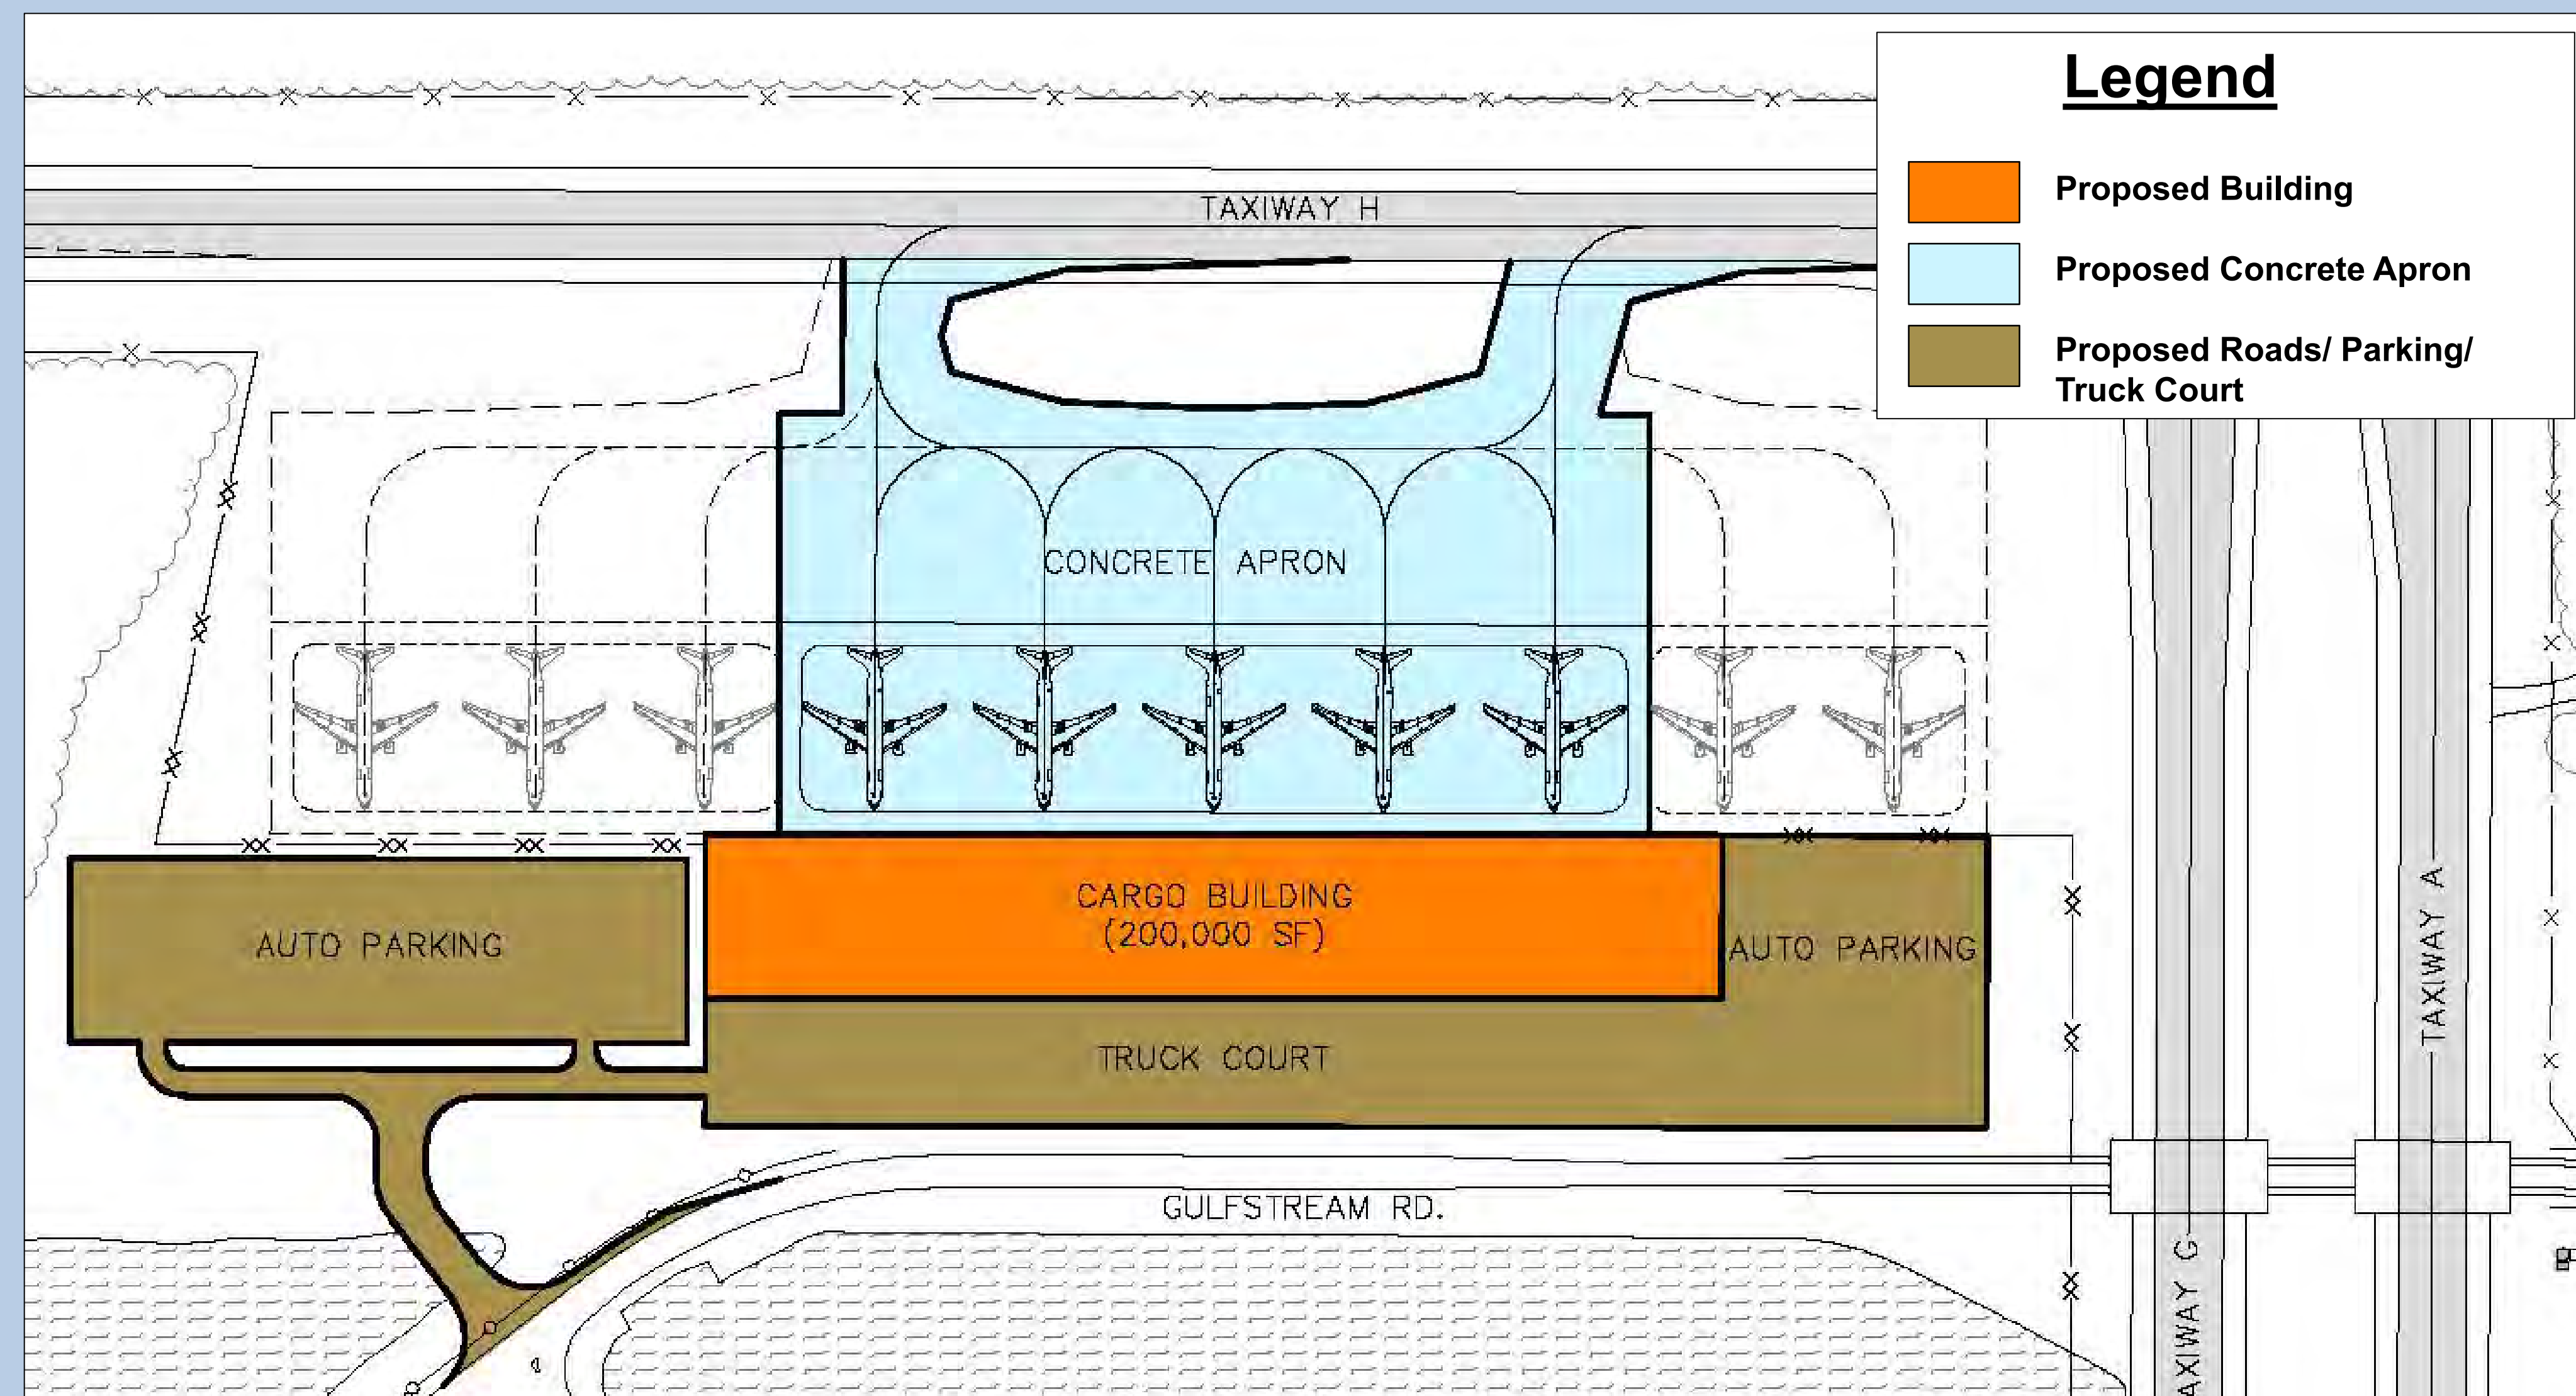 Legend
Proposed Building
Proposed Concrete Apron
Proposed Roads/ Parking/
Truck Court
TAXIWAY H
CONCRETE APRON
CARGO BUILDING
(200,000 SF)
AUTO PARKING
AUTO PARKING
TRUCK COURT
TAXIWAY A
GULFSTREAM RD.
TAXIWAY G